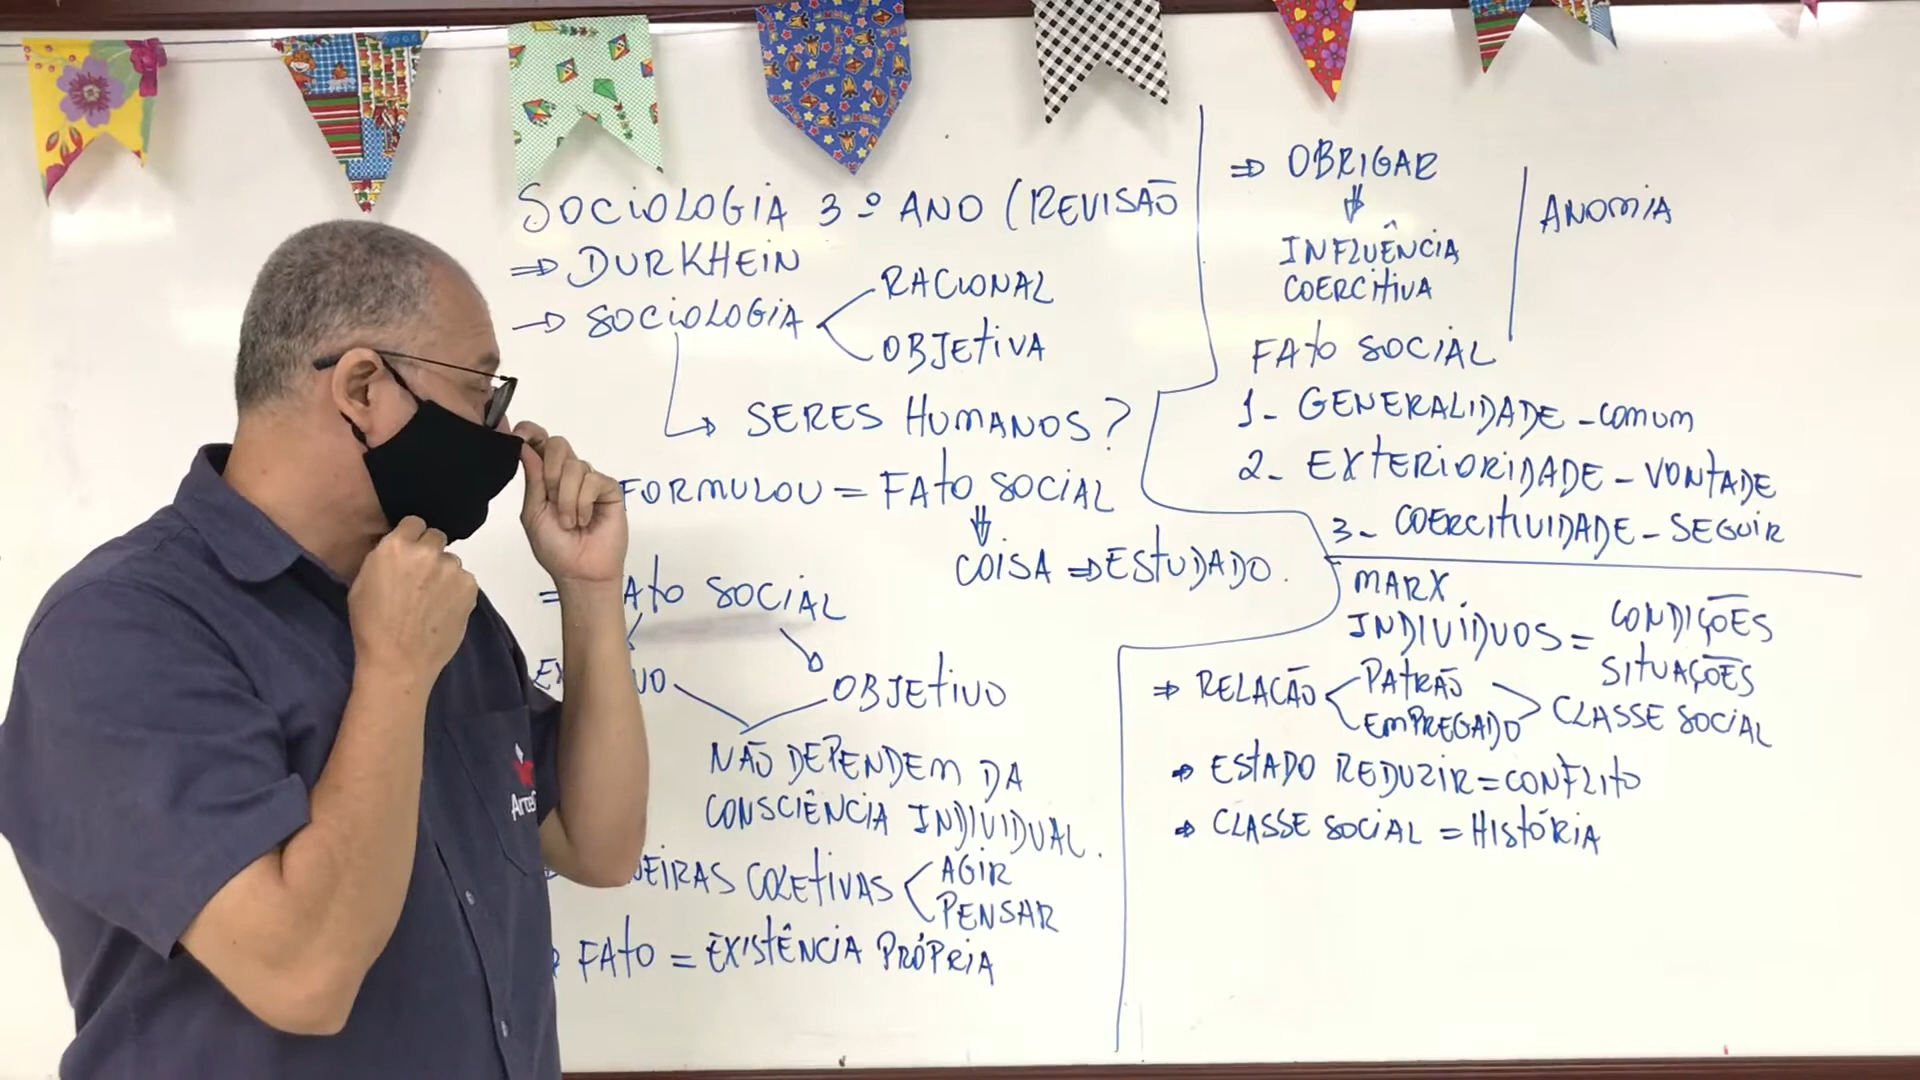 SOCIOLOGIA 3º ANO (REVISÃO
⇒ DURKHEIN
→ SOCIOLOGIA
RACIONAL
OBJETIVA
SERES HUMANOS?
FORMULOU = FATO SOCIAL
COISA ⇒ ESTUDADO.
SOCIAL
OBJETIVO
NÃO DEPENDEM DA
CONSCIÊNCIA INDIVIDUAL.
COLETIVAS
AGIR
PENSAR
FATO = EXISTÊNCIA PRÓPRIA
⇒ OBRIGAR
INFLUÊNCIA
COERCITIVA
ANOMIA
FATO SOCIAL
1- GENERALIDADE - COMUM
2- EXTERIORIDADE - VONTADE
3- COERCITIVIDADE - SEGUIR
MARX
INDIVÍDUOS = CONDIÇÕES
SITUAÇÕES
⇒ RELACÃO
PATRÃO
EMPREGADO
CLASSE SOCIAL
⇒ ESTADO REDUZIR = CONFLITO
⇒ CLASSE SOCIAL = HISTÓRIA